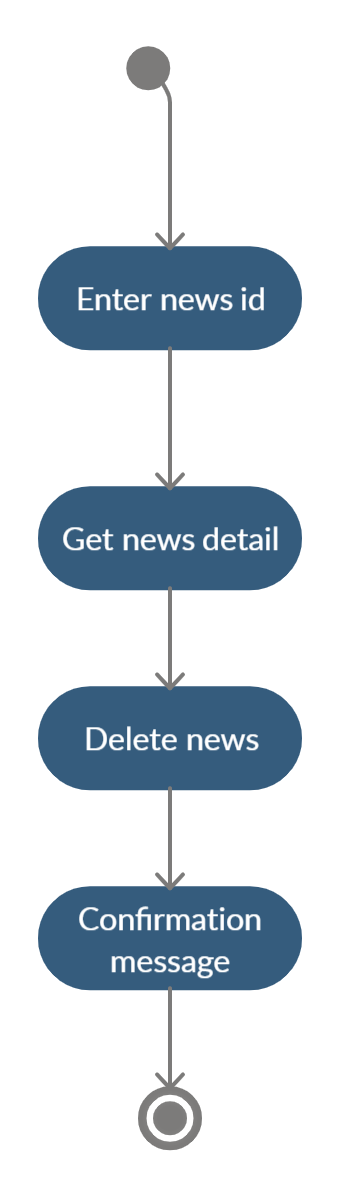 Enter news id
Get news detail
Delete news
Confirmation
message